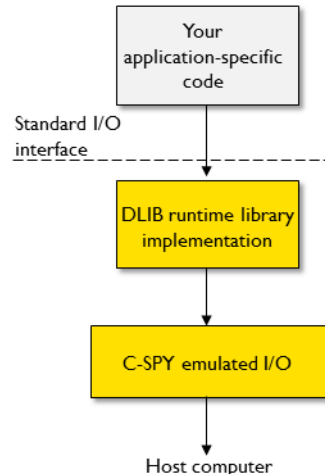 Your
application-specific
code
Standard I/O
interface
DLIB runtime library
implementation
C-SPY emulated I/O
Host computer